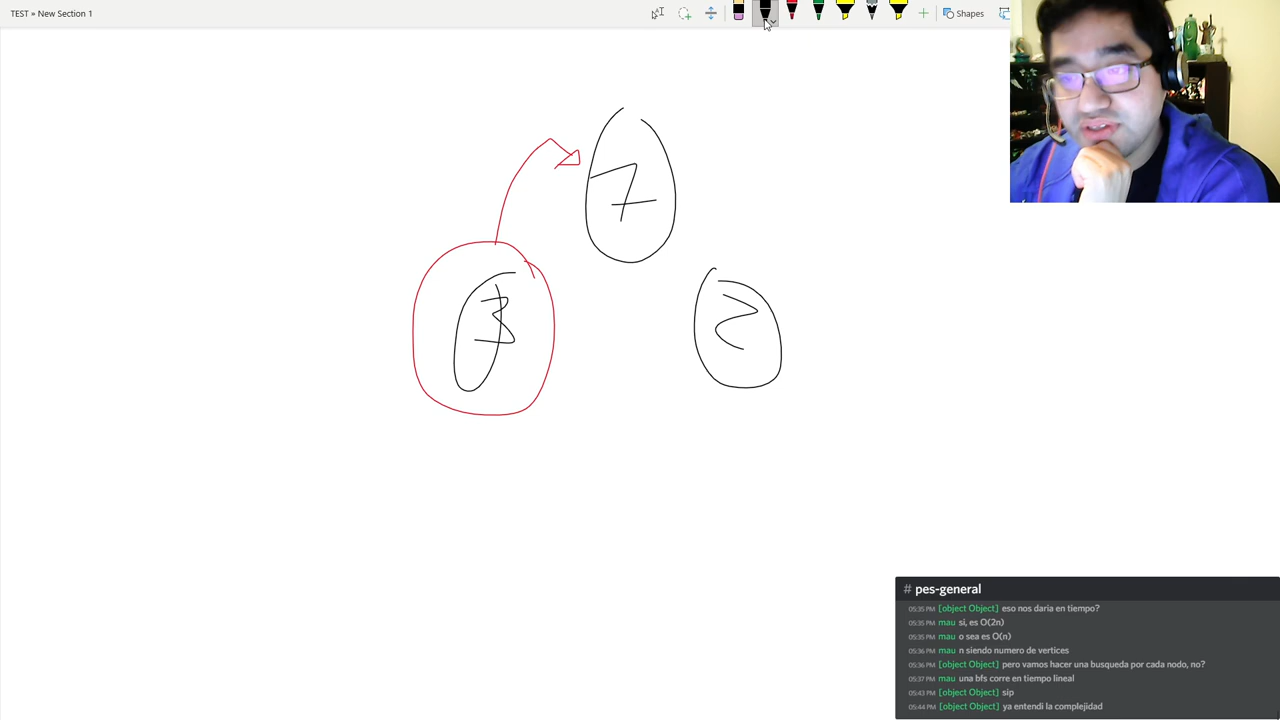 TEST » New Section 1
Shapes
7
3
2
# pes-general
05:35 PM [object Object] eso nos daria en tiempo?
05:35 PM mau si, es O(2n)
05:35 PM mau o sea es O(n)
05:36 PM mau n siendo numero de vertices
05:36 PM [object Object] pero vamos hacer una busqueda por cada nodo, no?
05:37 PM mau una bfs corre en tiempo lineal
05:43 PM [object Object] sip
05:44 PM [object Object] ya entendi la complejidad